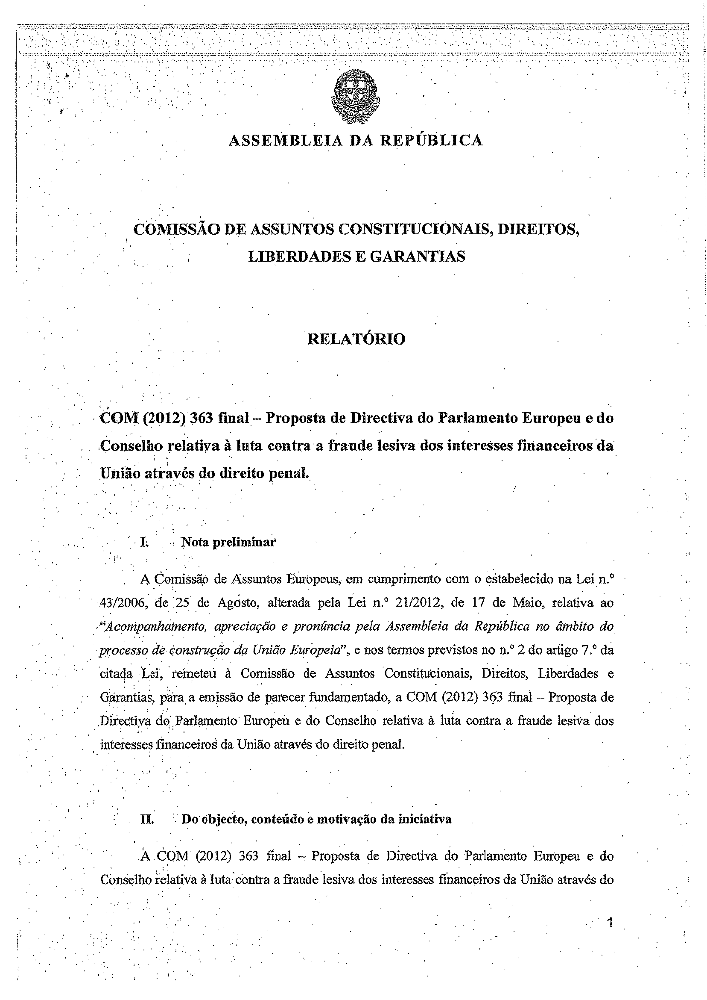 ASSEMBLEIA DA REPÚBLICA
COMISSÃO DE ASSUNTOS CONSTITUCIONAIS, DIREITOS,
LIBERDADES E GARANTIAS
RELATÓRIO
COM (2012) 363 final – Proposta de Directiva do Parlamento Europeu e do
Conselho relativa à luta contra a fraude lesiva dos interesses financeiros da
União através do direito penal.
I. Nota preliminar
A Comissão de Assuntos Europeus, em cumprimento com o estabelecido na Lei n.º
43/2006, de 25 de Agosto, alterada pela Lei n.º 21/2012, de 17 de Maio, relativa ao
“Acompanhamento, apreciação e pronúncia pela Assembleia da República no âmbito do
processo de construção da União Europeia”, e nos termos previstos no n.º 2 do artigo 7.º da
citada Lei, remeteu à Comissão de Assuntos Constitucionais, Direitos, Liberdades e
Garantias, para a emissão de parecer fundamentado, a COM (2012) 363 final – Proposta de
Directiva do Parlamento Europeu e do Conselho relativa à luta contra a fraude lesiva dos
interesses financeiros da União através do direito penal.
II. Do objecto, conteúdo e motivação da iniciativa
A COM (2012) 363 final – Proposta de Directiva do Parlamento Europeu e do
Conselho relativa à luta contra a fraude lesiva dos interesses financeiros da União através do
1